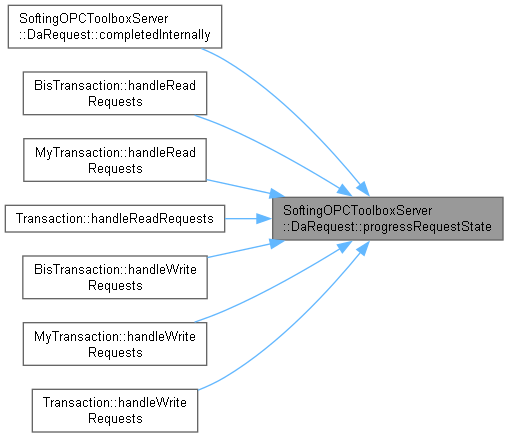 SoftingOPCToolboxServer
::DaRequest::completedInternally
BisTransaction::handleRead
Requests
MyTransaction::handleRead
Requests
Transaction::handleReadRequests
SoftingOPCToolboxServer
::DaRequest::progressRequestState
BisTransaction::handleWrite
Requests
MyTransaction::handleWrite
Requests
Transaction::handleWrite
Requests